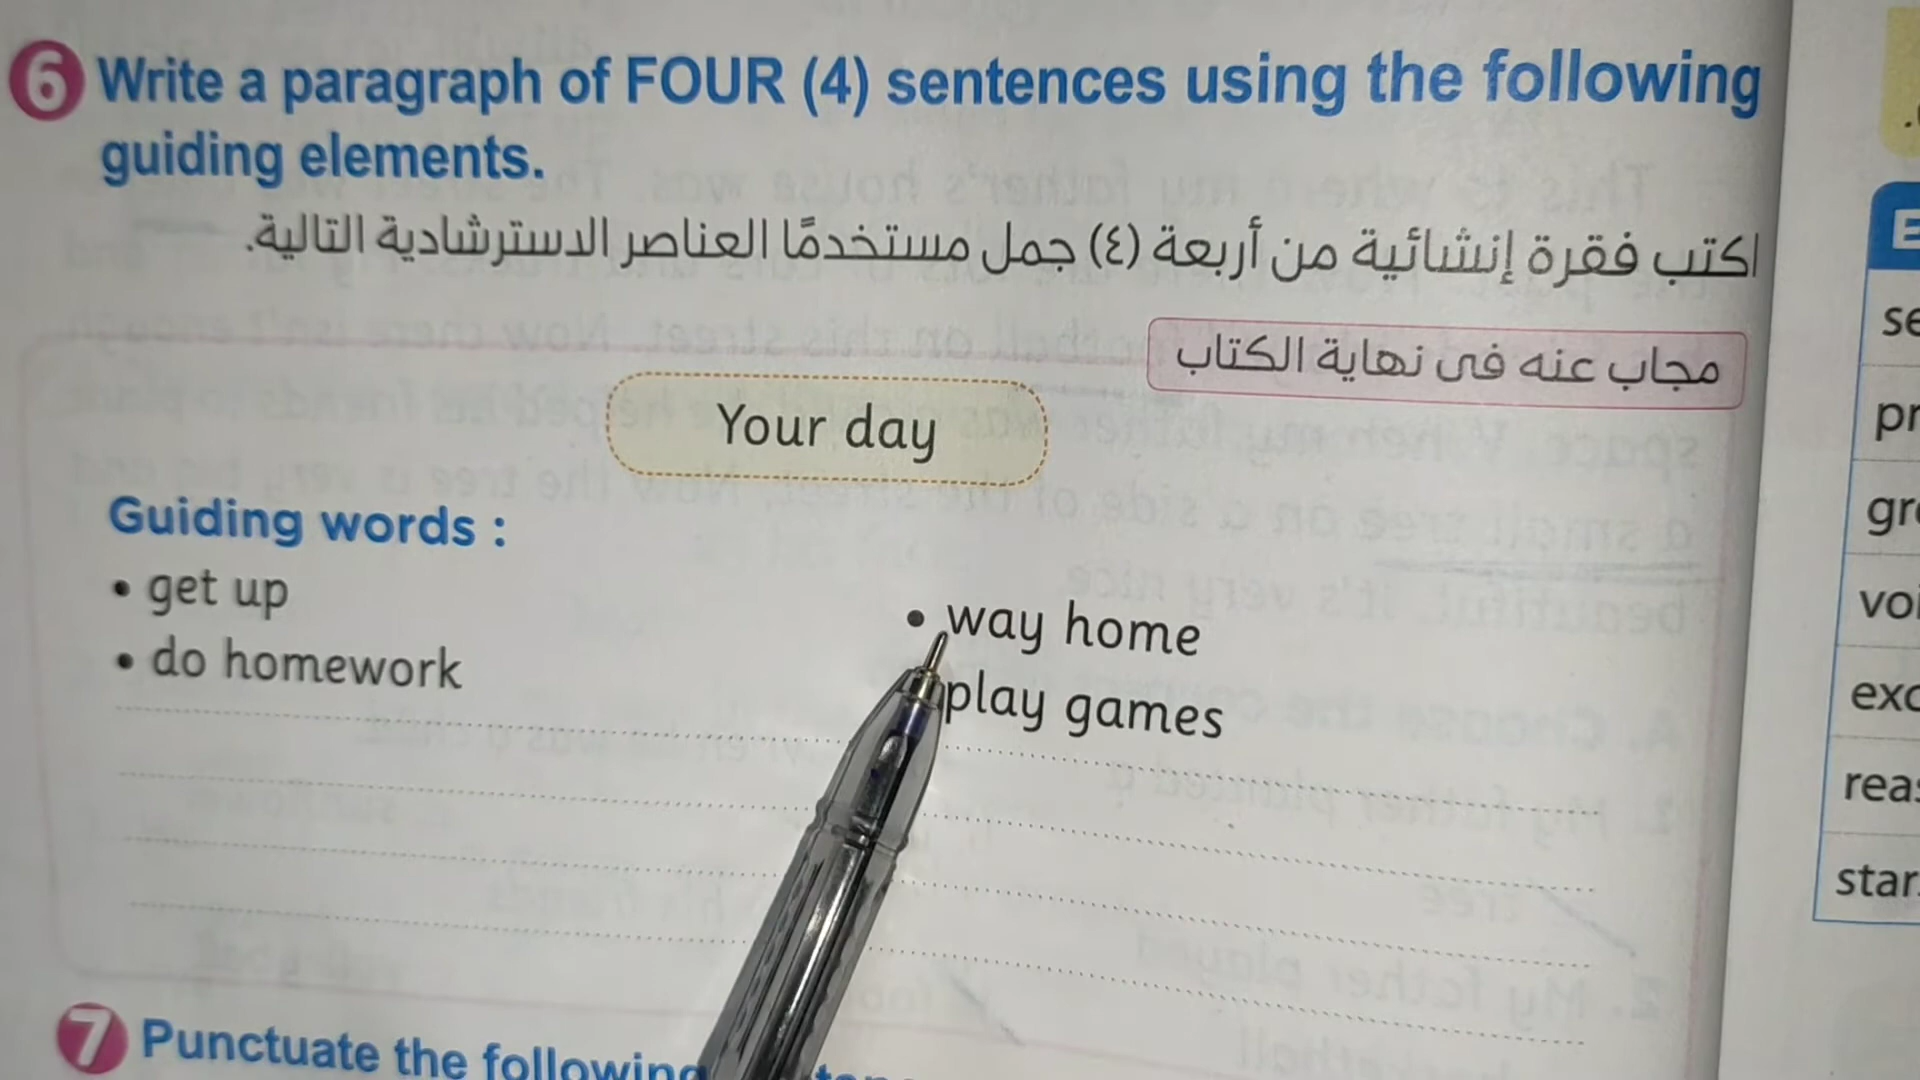 6 Write a paragraph of FOUR (4) sentences using the following
guiding elements.
اكتب فقرة إنشائية من أربعة (٤) جمل مستخدمًا العناصر الاسترشادية التالية.
مجاب عنه فى نهاية الكتاب
Your day
Guiding words :
• get up
• do homework
• way home
play games
7 Punctuate the following